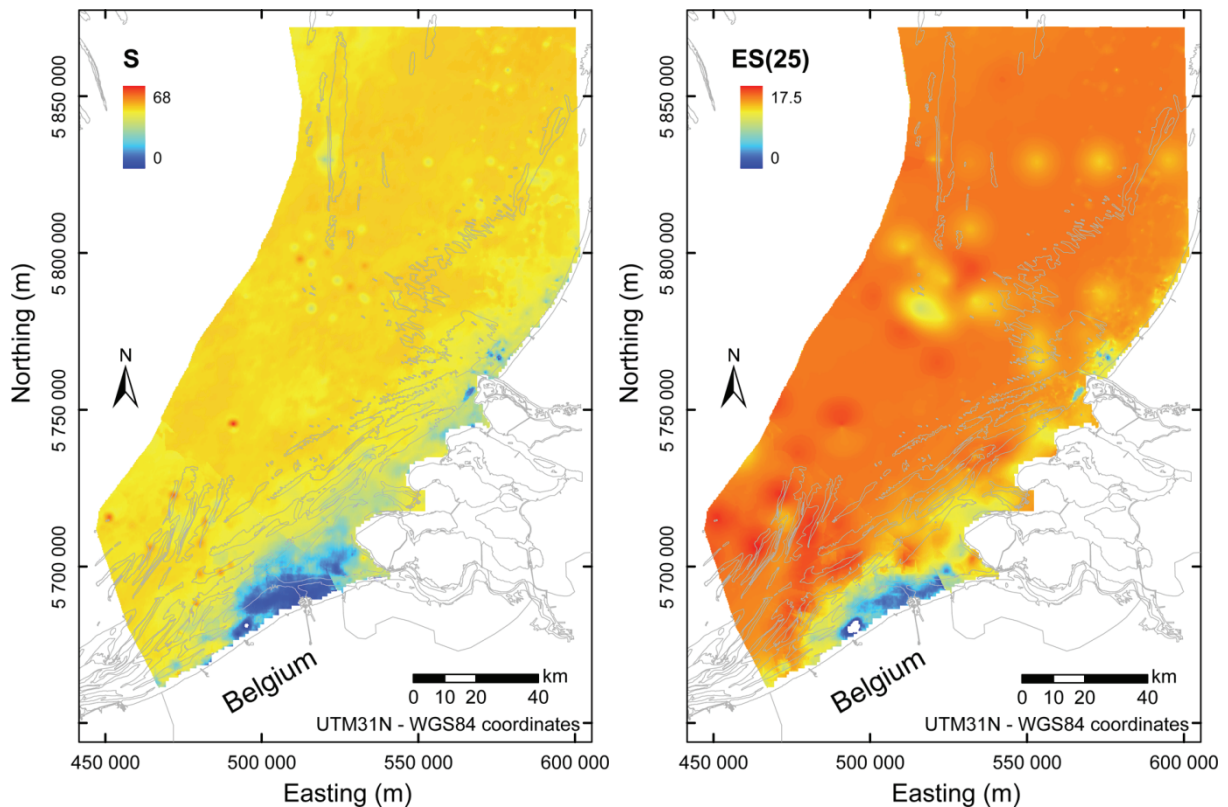 S
68
0
N
Belgium
km
0 10 20 40
UTM31N - WGS84 coordinates
Northing (m)
5 850 000
5 800 000
5 750 000
5 700 000
450 000
500 000
550 000
600 000
Easting (m)
ES(25)
17.5
0
N
Belgium
km
0 10 20 40
UTM31N - WGS84 coordinates
Northing (m)
5 850 000
5 800 000
5 750 000
5 700 000
450 000
500 000
550 000
600 000
Easting (m)